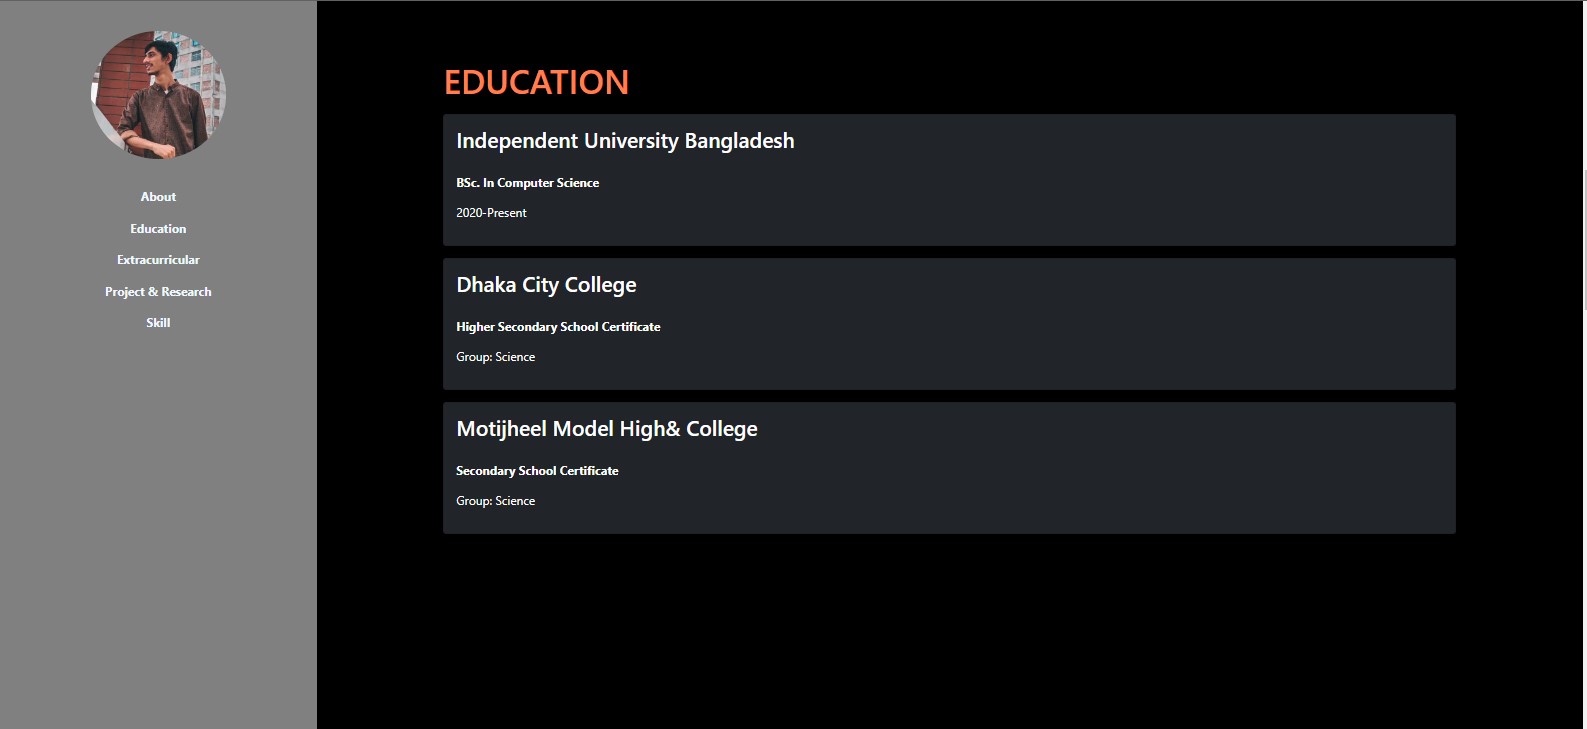 About
Education
Extracurricular
Project & Research
Skill
EDUCATION
Independent University Bangladesh
BSc. In Computer Science
2020-Present
Dhaka City College
Higher Secondary School Certificate
Group: Science
Motijheel Model High& College
Secondary School Certificate
Group: Science